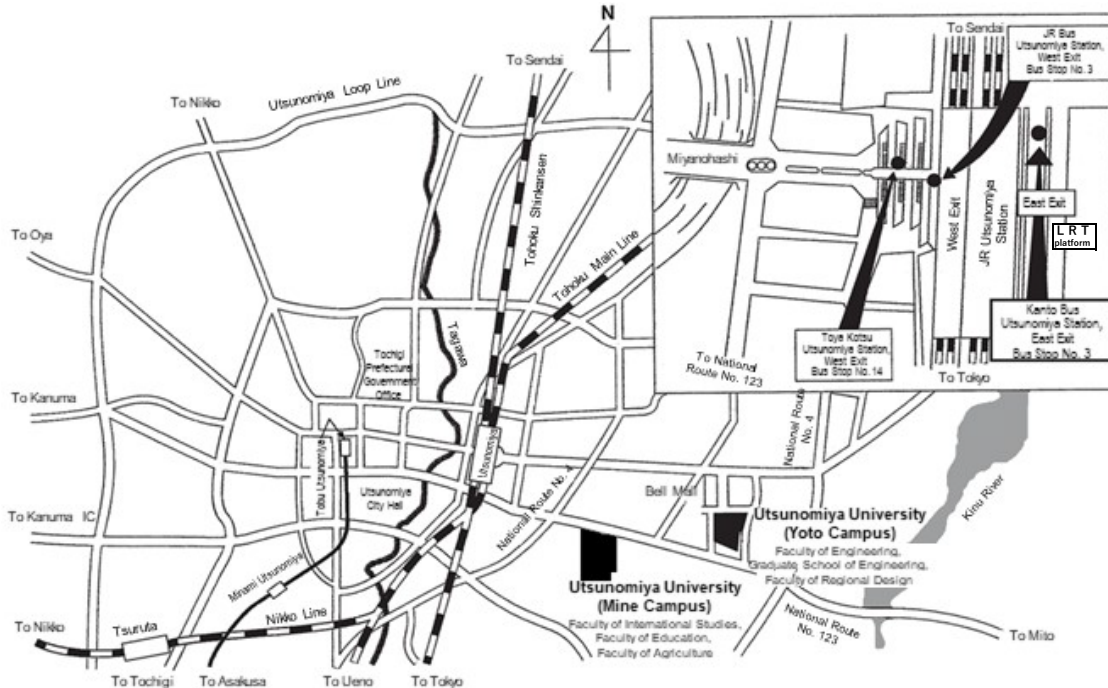 N
To Sendai
To Nikko
Utsunomiya Loop Line
Tohoku Shinkansen
Tohoku Main Line
To Oya
Tagawa
Tochigi
Prefectural
Government
Office
To Kanuma
Tobu Utsunomiya
Utsunomiya
City Hall
Utsunomiya
To Kanuma IC
Minami Utsunomiya
Nikko Line
To Nikko
Tsuruta
To Tochigi
To Asakusa
To Ueno
To Tokyo
National Route No. 4
National Route
No. 4
To National
Route No. 123
Bell Mall
Utsunomiya University
(Yoto Campus)
Faculty of Engineering,
Graduate School of Engineering,
Faculty of Regional Design
Utsunomiya University
(Mine Campus)
Faculty of International Studies,
Faculty of Education,
Faculty of Agriculture
Kinu River
National Route
No. 123
To Mito
To Sendai
JR Bus
Utsunomiya Station,
West Exit
Bus Stop No. 3
Miyanohashi
West Exit
JR Utsunomiya
Station
East Exit
LRT
platform
Toya Kotsu
Utsunomiya Station,
West Exit
Bus Stop No. 14
Kanto Bus
Utsunomiya Station,
East Exit
Bus Stop No. 3
To Tokyo